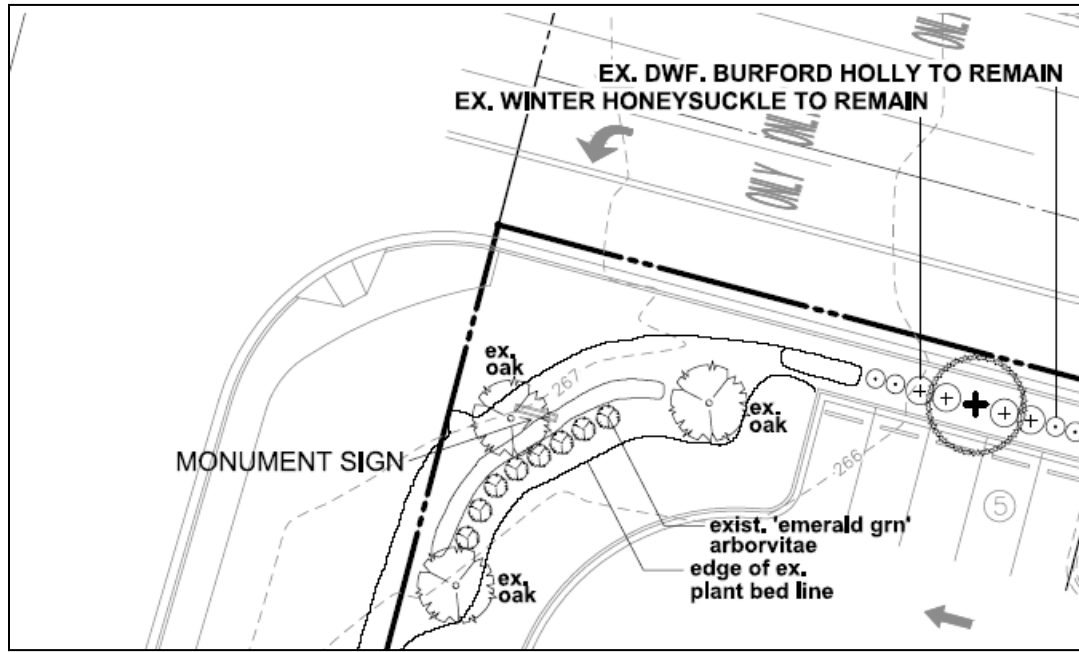 ONLY
EX. DWF. BURFORD HOLLY TO REMAIN
EX. WINTER HONEYSUCKLE TO REMAIN
ONLY
ONLY
ex.
oak
267
ex.
oak
MONUMENT SIGN
266
5
exist. 'emerald grn'
arborvitae
edge of ex.
plant bed line
ex.
oak